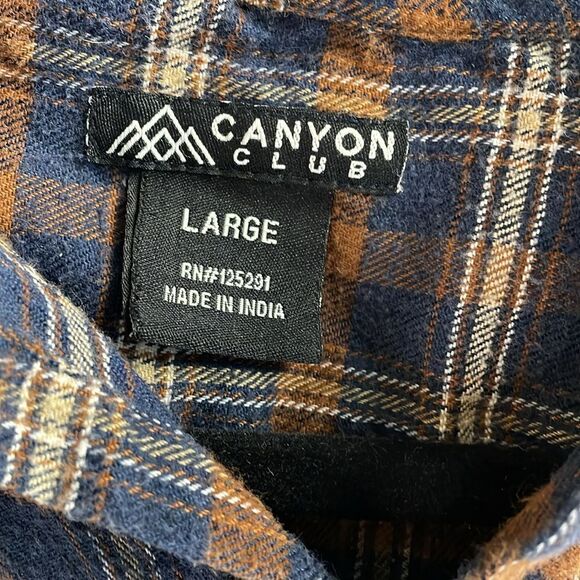 CANYON
CLUB
LARGE
RN#125291
MADE IN INDIA